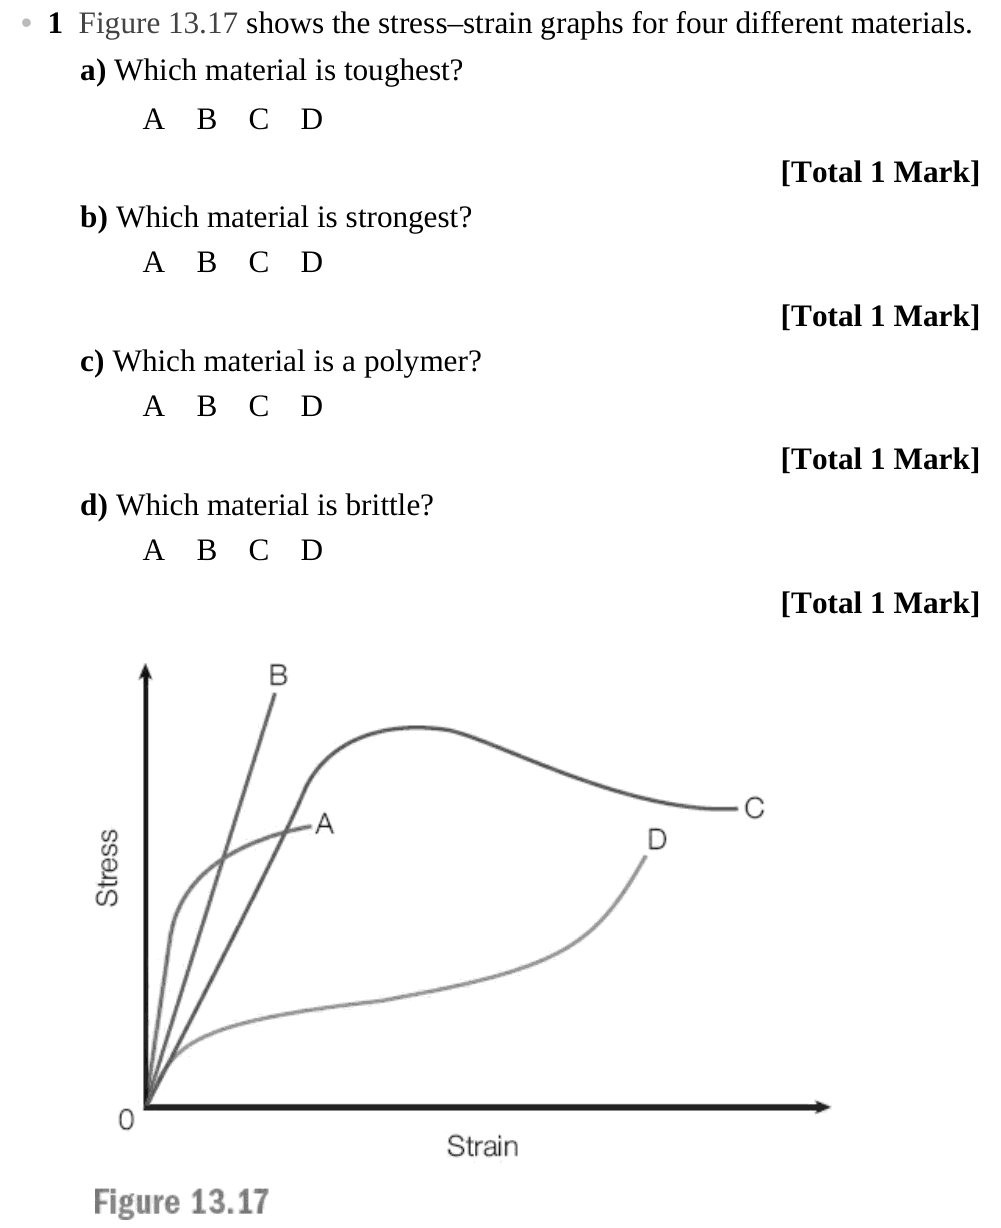 • 1 Figure 13.17 shows the stress–strain graphs for four different materials.
a) Which material is toughest?
A B C D
[Total 1 Mark]
b) Which material is strongest?
A B C D
[Total 1 Mark]
c) Which material is a polymer?
A B C D
[Total 1 Mark]
d) Which material is brittle?
A B C D
[Total 1 Mark]
B
C
A
D
Stress
0
Strain
Figure 13.17